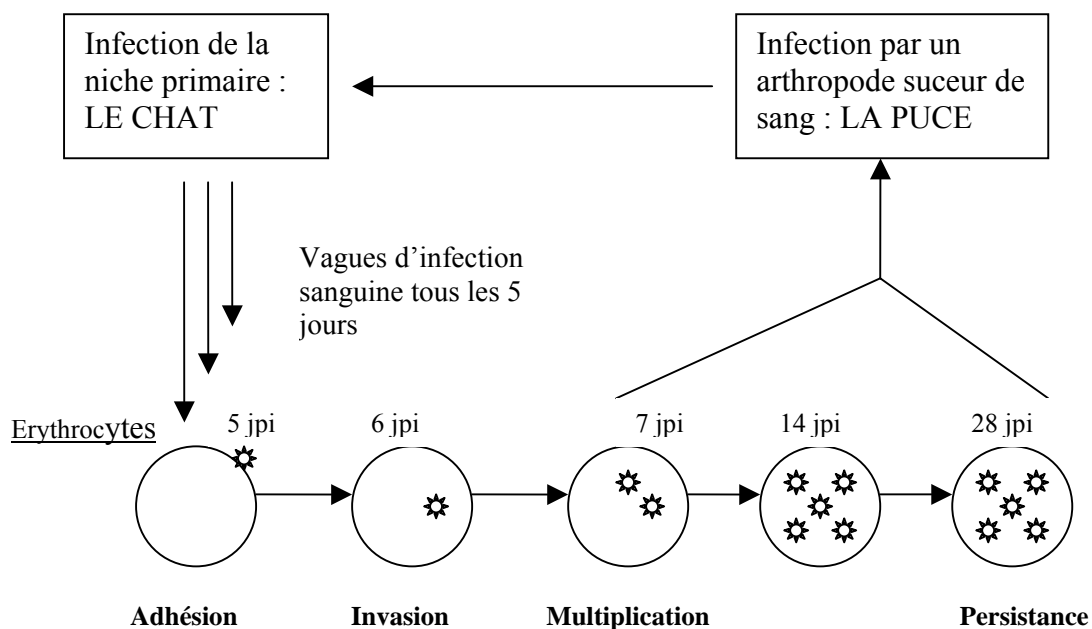 Infection de la
niche primaire :
LE CHAT
Infection par un
arthropode suceur de
sang : LA PUCE
Vagues d’infection
sanguine tous les 5
jours
Erythrocytes
5 jpi
6 jpi
7 jpi
14 jpi
28 jpi
Adhésion
Invasion
Multiplication
Persistance